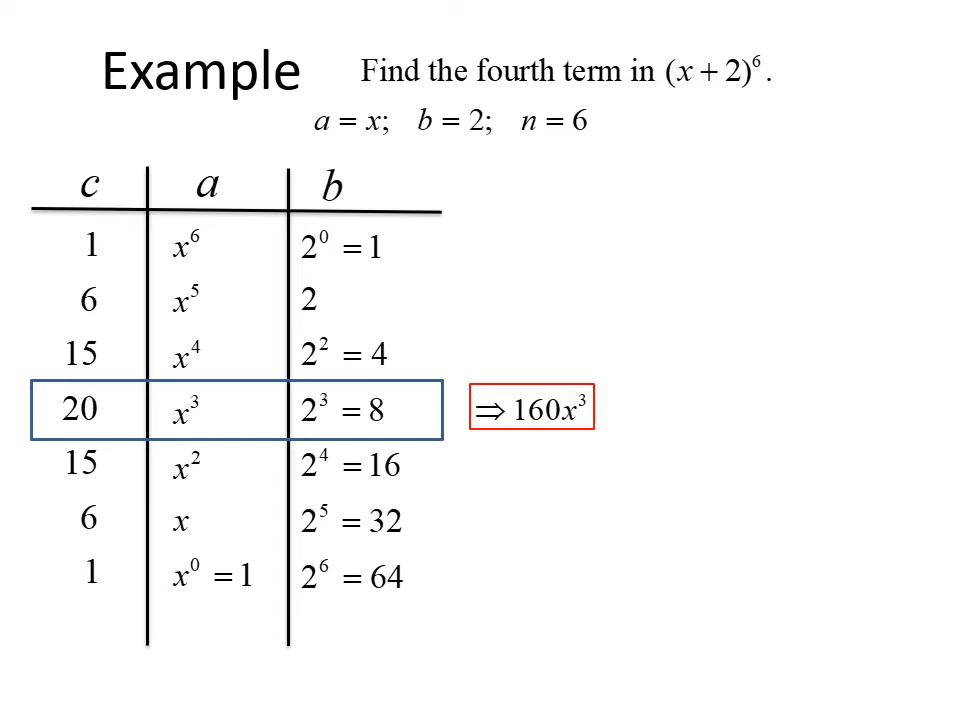 Example
Find the fourth term in (x + 2)⁶.
a = x; b = 2; n = 6
c a b
1 x⁶ 2⁰ = 1
6 x⁵ 2
15 x⁴ 2² = 4
20 x³ 2³ = 8 ⇒ 160x³
15 x² 2⁴ = 16
6 x 2⁵ = 32
1 x⁰ = 1 2⁶ = 64